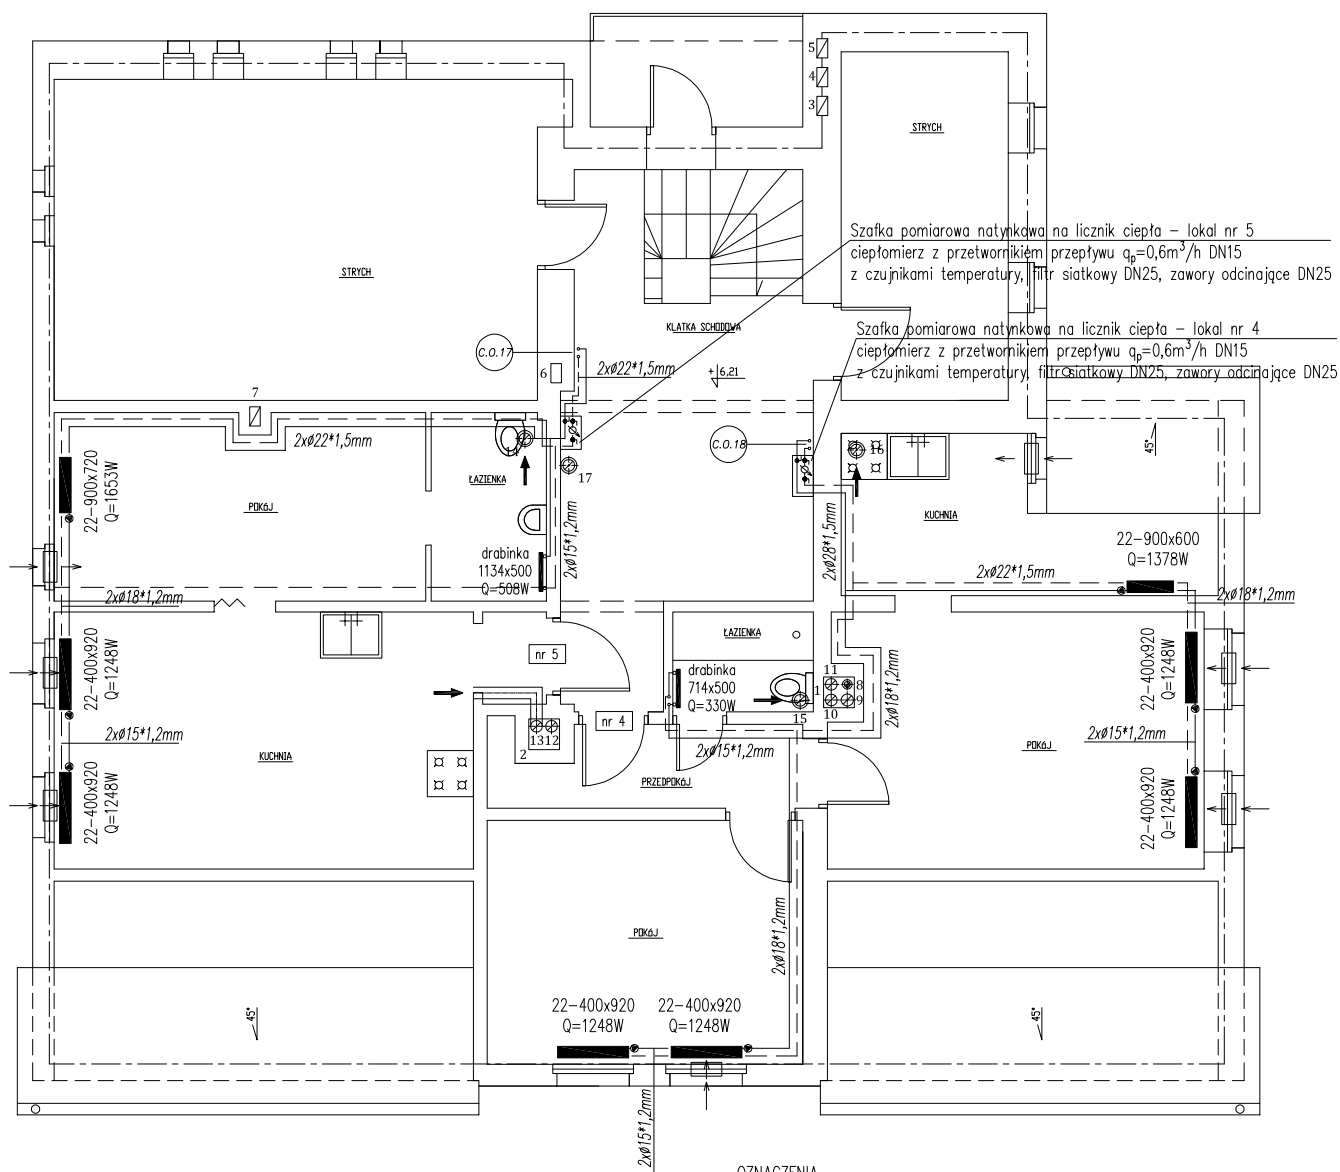 5
4
3
STRYCH
Szafka pomiarowa natynkowa na licznik ciepła – lokal nr 5
ciepłomierz z przetwornikiem przepływu qp=0,6m³/h DN15
z czujnikami temperatury, filtr siatkowy DN25, zawory odcinające DN25
STRYCH
KLATKA SCHODOWA
Szafka pomiarowa natynkowa na licznik ciepła – lokal nr 4
ciepłomierz z przetwornikiem przepływu qp=0,6m³/h DN15
z czujnikami temperatury, filtr siatkowy DN25, zawory odcinające DN25
C.O.17
6
2xø22*1,5mm
+6,21
7
2xø22*1,5mm
C.O.18
45°
16
17
ŁAZIENKA
POKÓJ
22-900x720
Q=1653W
2xø15*1,2mm
2xø28*1,5mm
KUCHNIA
22-900x600
Q=1378W
drabinka
1134x500
Q=508W
2xø22*1,5mm
2xø18*1,2mm
2xø18*1,2mm
ŁAZIENKA
nr 5
drabinka
714x500
Q=330W
11
1
8
9
10
15
22-400x920
Q=1248W
22-400x920
Q=1248W
2xø18*1,2mm
nr 4
13
12
2
2xø15*1,2mm
2xø15*1,2mm
2xø15*1,2mm
KUCHNIA
POKÓJ
PRZEDPOKÓJ
22-400x920
Q=1248W
22-400x920
Q=1248W
POKÓJ
2xø18*1,2mm
22-400x920
Q=1248W
22-400x920
Q=1248W
45°
45°
2xø15*1,2mm
OZNACZENIA